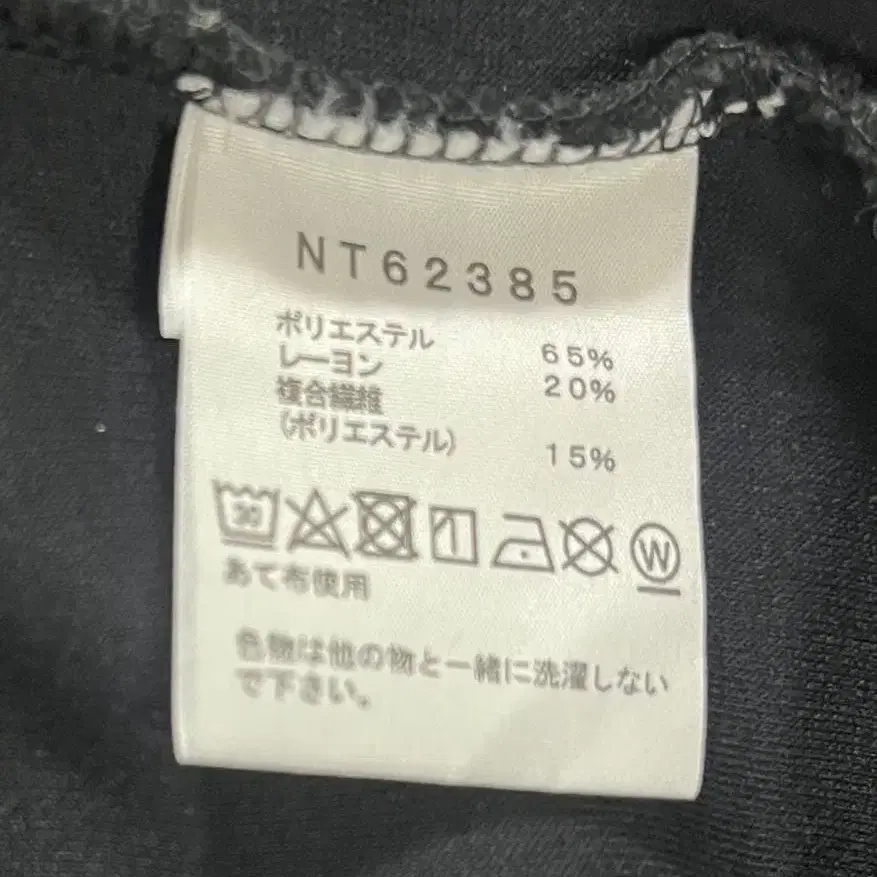 NT62385
ポリエステル 65%
レーヨン 20%
複合繊維
(ポリエステル) 15%
30 W
あて布使用
色物は他の物と一緒に洗濯しない
で下さい。